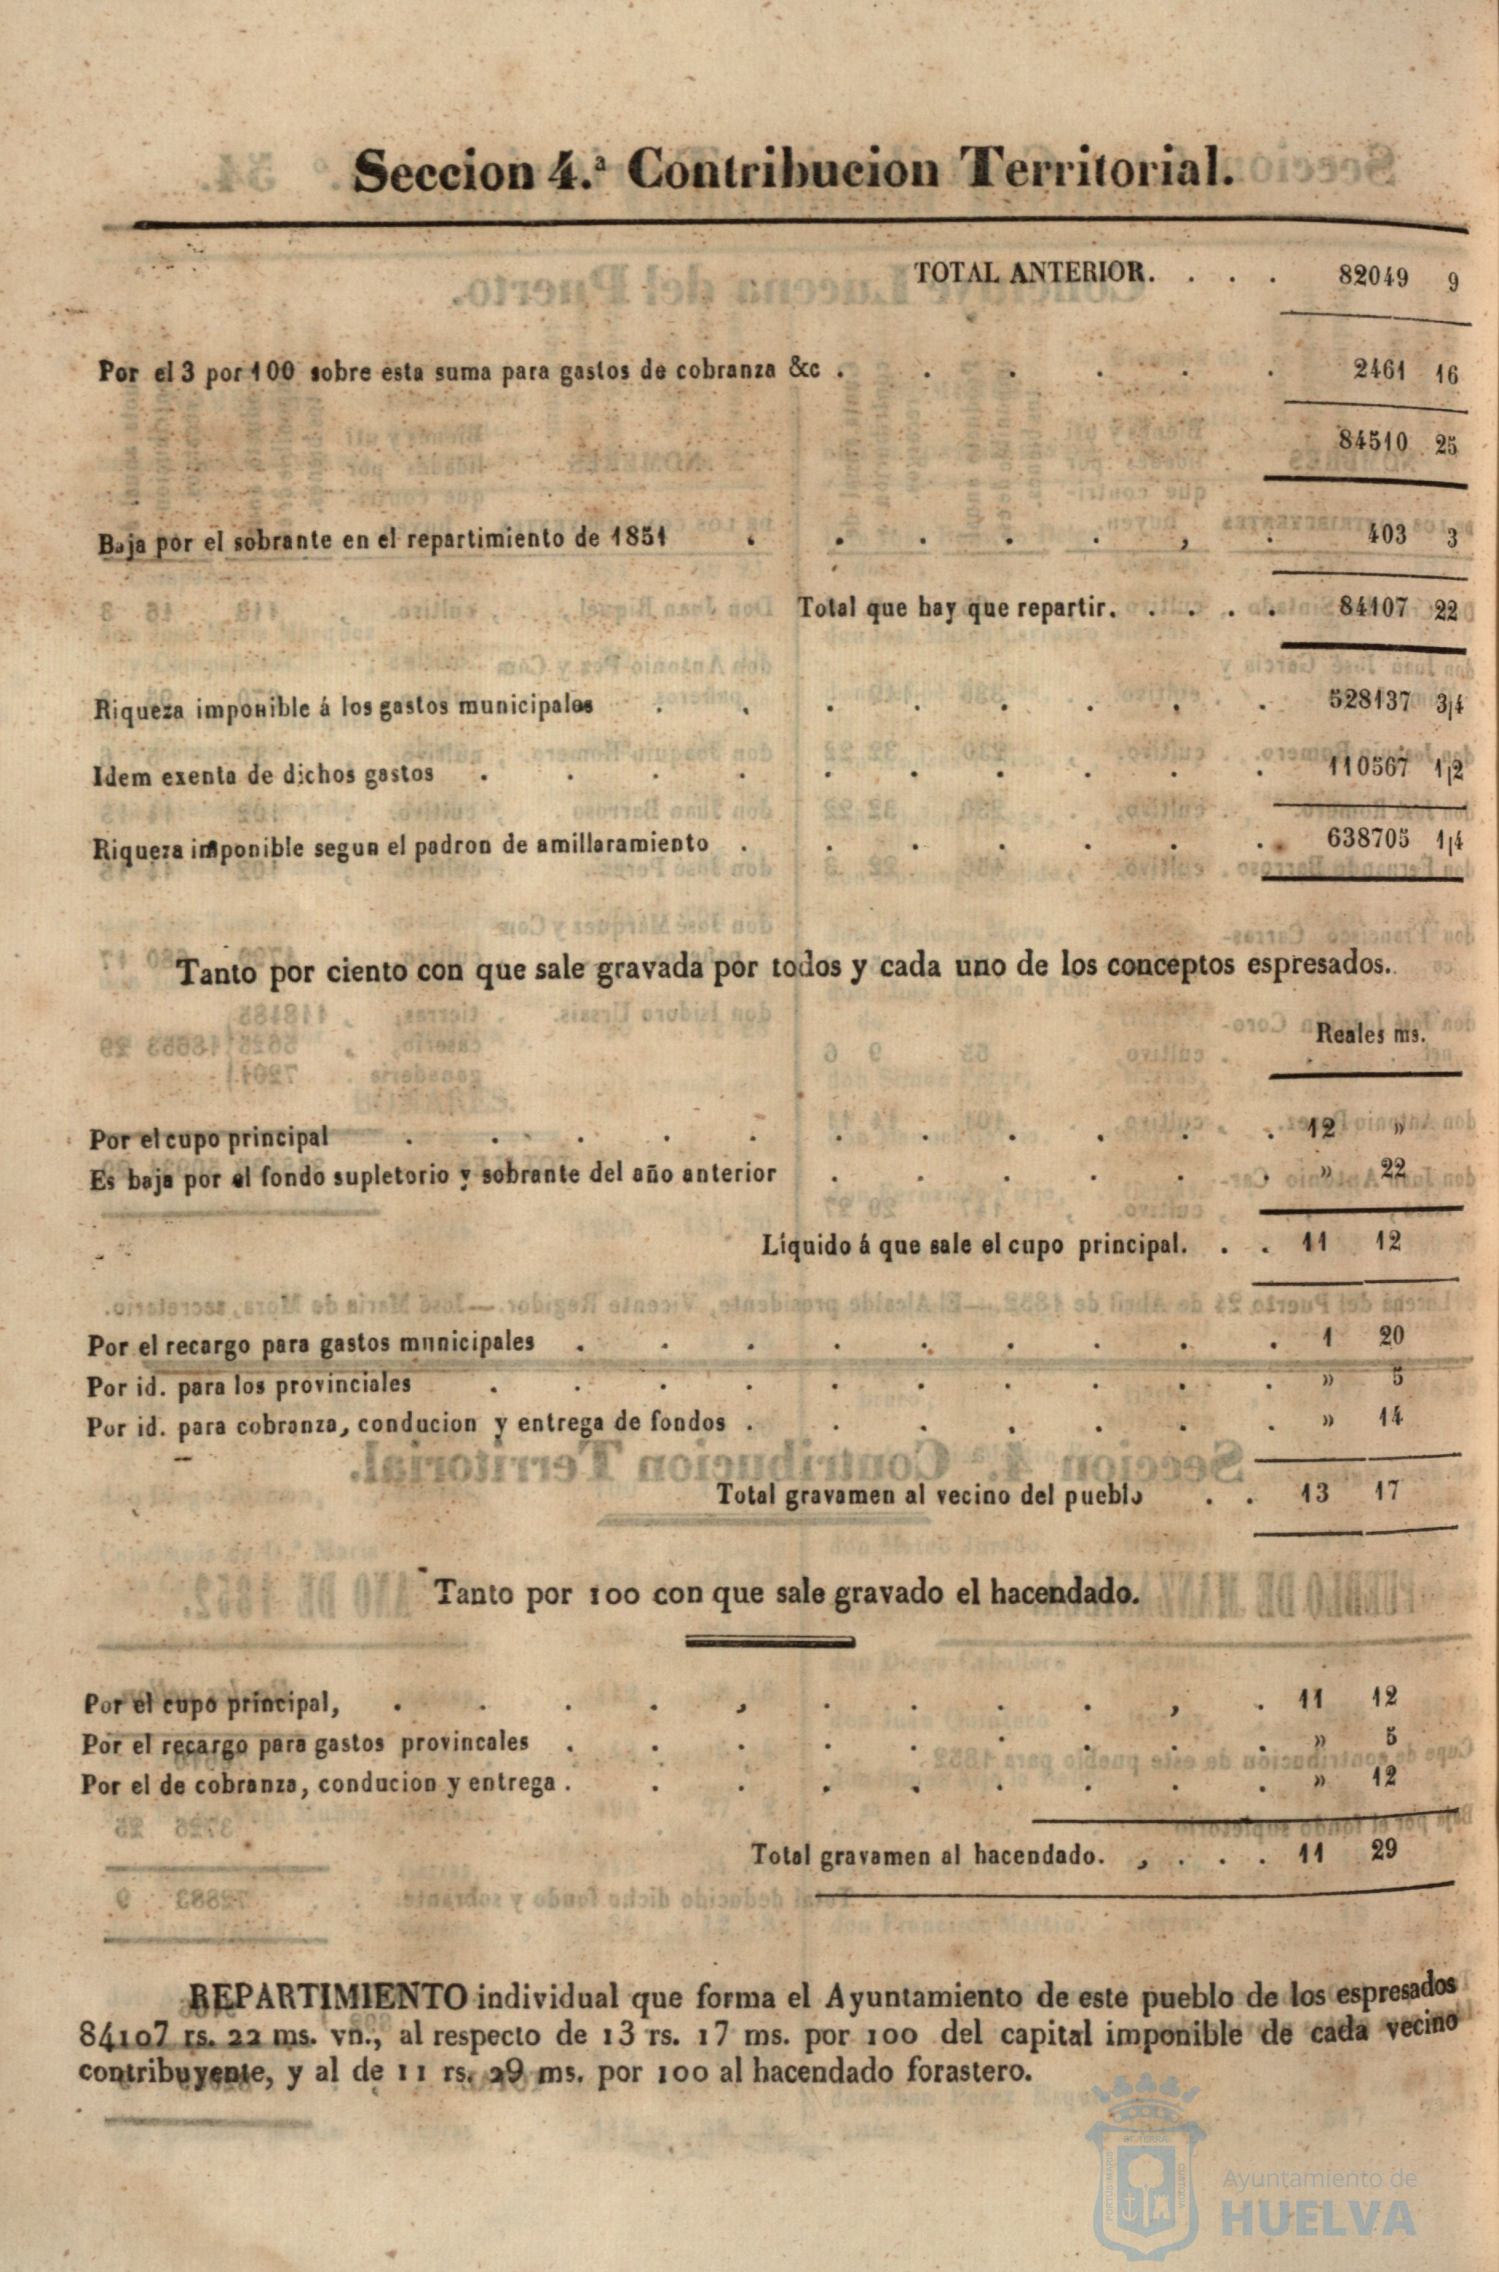 Seccion 4.ª Contribucion Territorial.
TOTAL ANTERIOR. . . . 82049 9
Por el 3 por 100 sobre esta suma para gastos de cobranza &c . . . . . . 2461 16
84510 25
Baja por el sobrante en el repartimiento de 1851 . . . . . , . 403 3
Total que hay que repartir. . . . . 84107 22
Riqueza imponible á los gastos municipales . . . . . . . . 528137 3|4
Idem exenta de dichos gastos . . . . . . . . . . 110567 1|2
Riqueza imponible segun el padron de amillaramiento . . . . . . . 638705 1|4
Tanto por ciento con que sale gravada por todos y cada uno de los conceptos espresados.
Reales ms.
Por el cupo principal . . . . . . . . . . . 12 »
Es baja por el fondo supletorio y sobrante del año anterior . . . . . . » 22
Líquido á que sale el cupo principal. . . 11 12
Por el recargo para gastos municipales . . . . . . . . . 1 20
Por id. para los provinciales . . . . . . . . . . » 5
Por id. para cobranza, conducion y entrega de fondos . . . . . . . » 14
Total gravamen al vecino del pueblo . . 13 17
Tanto por 100 con que sale gravado el hacendado.
Por el cupo principal, . . . . , . . . . , . 11 12
Por el recargo para gastos provincales . . . . . . . . . » 5
Por el de cobranza, conducion y entrega . . . . . . . . . » 12
Total gravamen al hacendado. , . . . 11 29
REPARTIMIENTO individual que forma el Ayuntamiento de este pueblo de los espresados
84107 rs. 22 ms. vn., al respecto de 13 rs. 17 ms. por 100 del capital imponible de cada vecino
contribuyente, y al de 11 rs. 29 ms. por 100 al hacendado forastero.
Ayuntamiento de
HUELVA